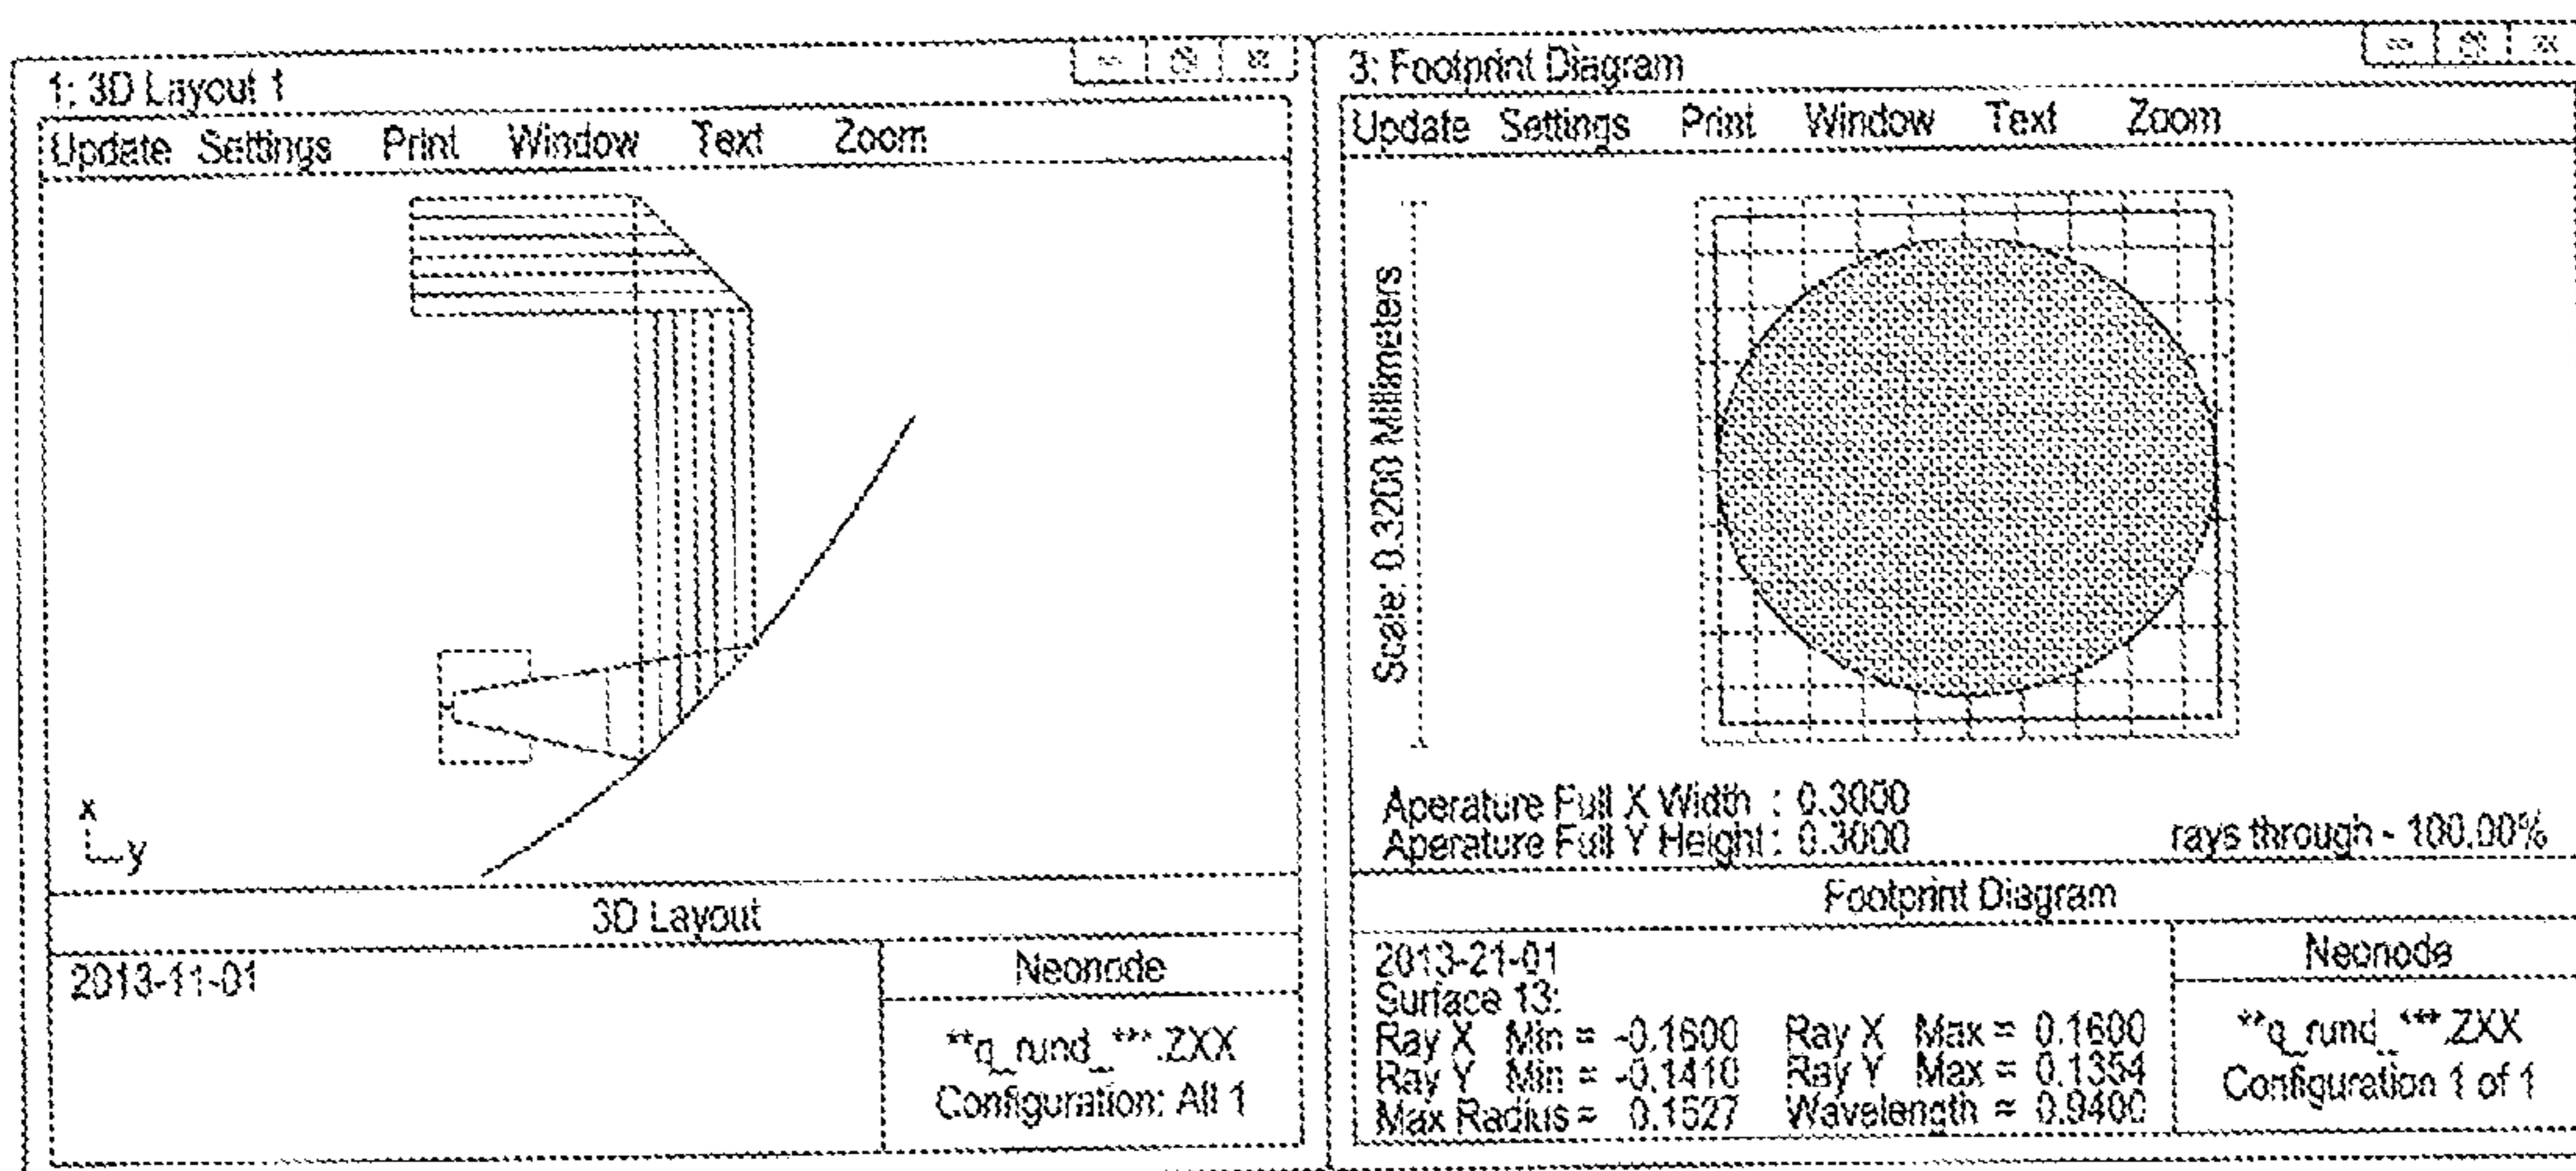 1: 3D Layout 1
Update Settings Print Window Text Zoom
x
y
3D Layout
2013-11-01
Neonode
**q_rund_***.ZXX
Configuration: All 1
3: Footprint Diagram
Update Settings Print Window Text Zoom
Scale: 0.3200 Millimeters
Aperature Full X Width : 0.3000
Aperature Full Y Height : 0.3000
rays through - 100.00%
Footprint Diagram
2013-21-01
Surface 13:
Ray X Min = -0.1600 Ray X Max = 0.1600
Ray Y Min = -0.1410 Ray Y Max = 0.1354
Max Radius = 0.1627 Wavelength = 0.9400
Neonode
**q_rund_***.ZXX
Configuration 1 of 1